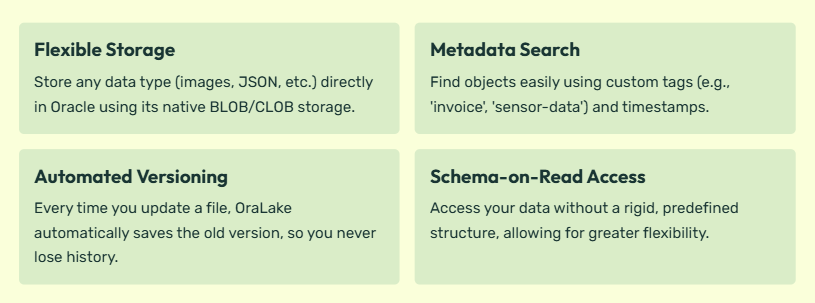 Flexible Storage
Store any data type (images, JSON, etc.) directly
in Oracle using its native BLOB/CLOB storage.
Metadata Search
Find objects easily using custom tags (e.g.,
'invoice', 'sensor-data') and timestamps.
Automated Versioning
Every time you update a file, OraLake
automatically saves the old version, so you never
lose history.
Schema-on-Read Access
Access your data without a rigid, predefined
structure, allowing for greater flexibility.